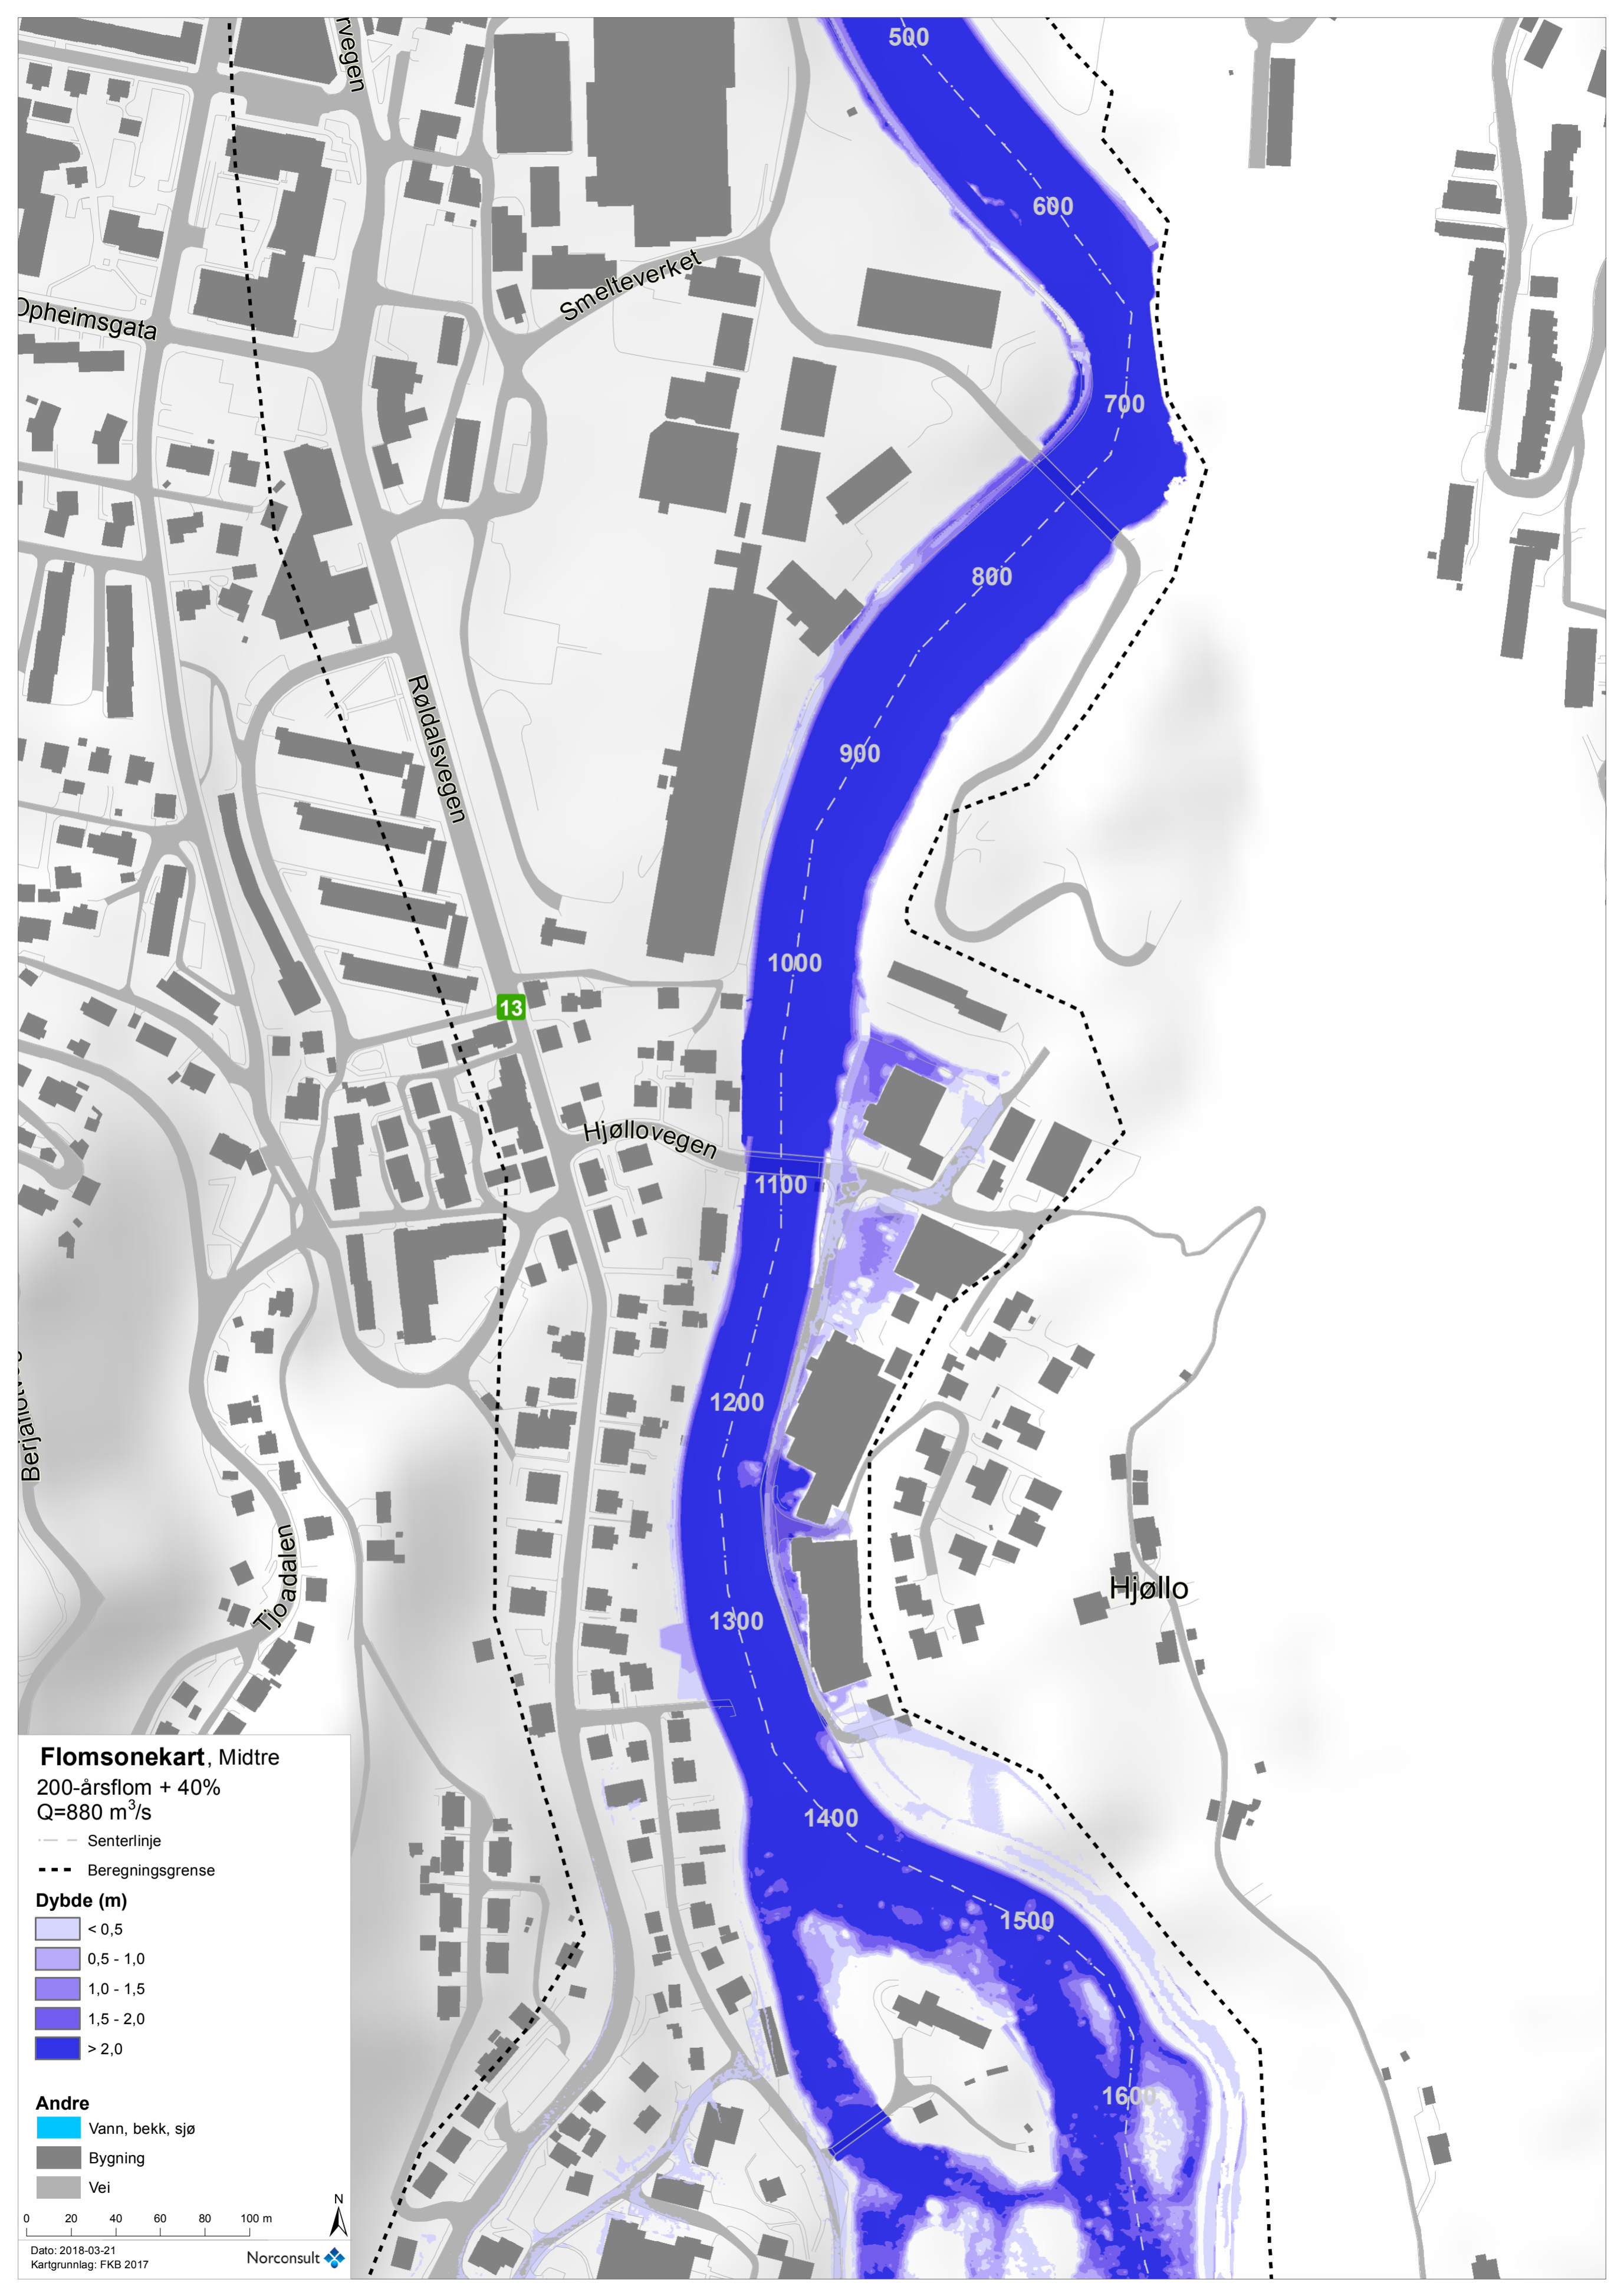 500
600
Smelteverket
700
800
Røldalsvegen
900
1000
13
Hjøllovegen
1100
1200
Tjoadalen
Hjøllo
1300
1400
1500
1600
Flomsonekart, Midtre
200-årsflom + 40%
Q=880 m³/s
Senterlinje
Beregningsgrense
Dybde (m)
< 0,5
0,5 - 1,0
1,0 - 1,5
1,5 - 2,0
> 2,0
Andre
Vann, bekk, sjø
Bygning
Vei
0 20 40 60 80 100 m
N
Dato: 2018-03-21
Kartgrunnlag: FKB 2017
Norconsult